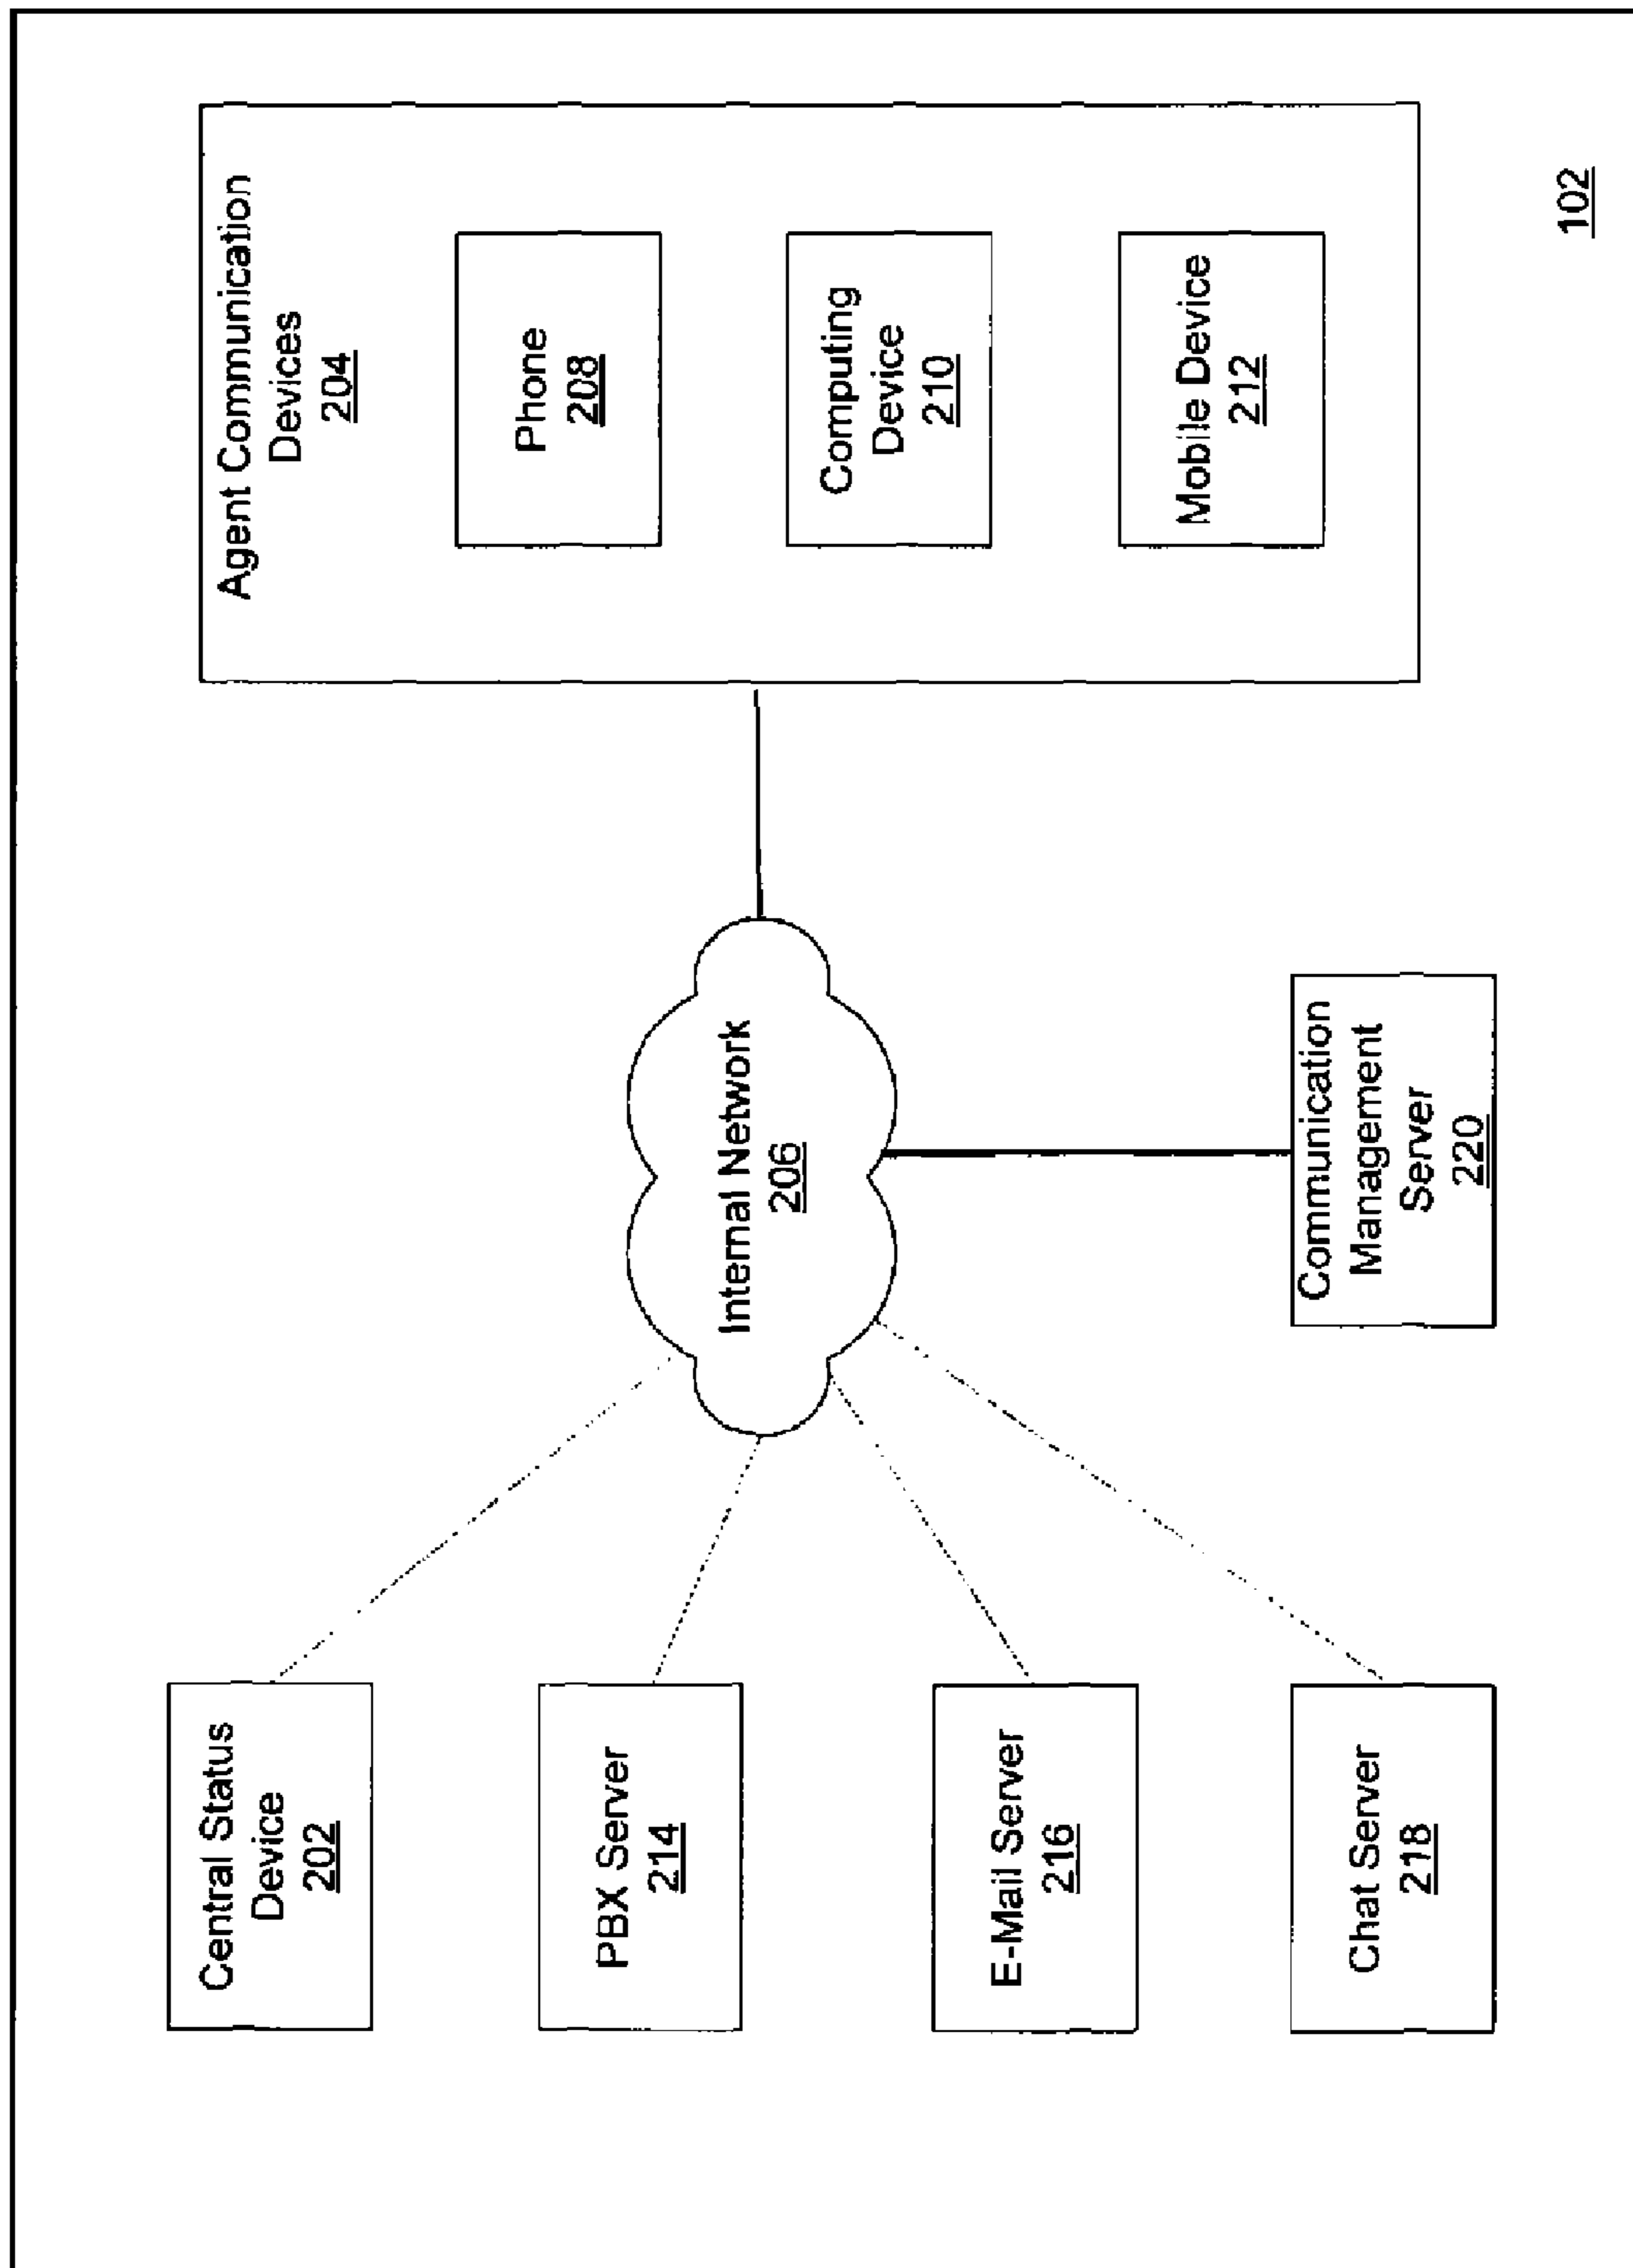 Central Status
Device
202
PBX Server
214
E-Mail Server
216
Chat Server
218
Internal Network
206
Communication
Management
Server
220
Agent Communication
Devices
204
Phone
208
Computing
Device
210
Mobile Device
212
102